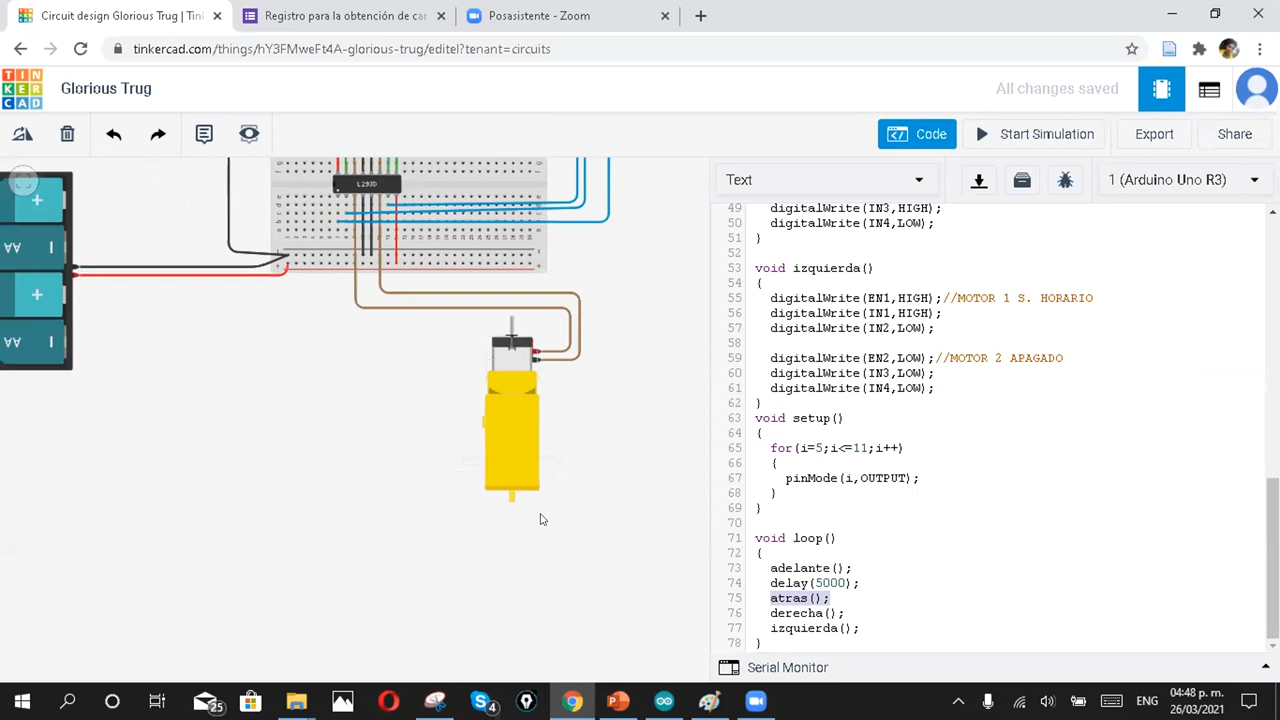 Circuit design Glorious Trug | Tin
Registro para la obtención de car
Posasistente - Zoom
tinkercad.com/things/hY3FMweFt4A-glorious-trug/editel?tenant=circuits
TIN
KER
CAD
Glorious Trug
All changes saved
Code
Start Simulation
Export
Share
Text
1 (Arduino Uno R3)
L293D
AA
AA
49 digitalWrite(IN3,HIGH);
50 digitalWrite(IN4,LOW);
51 }
52
53 void izquierda()
54 {
55 digitalWrite(EN1,HIGH);//MOTOR 1 S. HORARIO
56 digitalWrite(IN1,HIGH);
57 digitalWrite(IN2,LOW);
58
59 digitalWrite(EN2,LOW);//MOTOR 2 APAGADO
60 digitalWrite(IN3,LOW);
61 digitalWrite(IN4,LOW);
62 }
63 void setup()
64 {
65 for(i=5;i<=11;i++)
66 {
67 pinMode(i,OUTPUT);
68 }
69 }
70
71 void loop()
72 {
73 adelante();
74 delay(5000);
75 atras();
76 derecha();
77 izquierda();
78 }
Serial Monitor
25
4
ENG
04:48 p. m.
26/03/2021